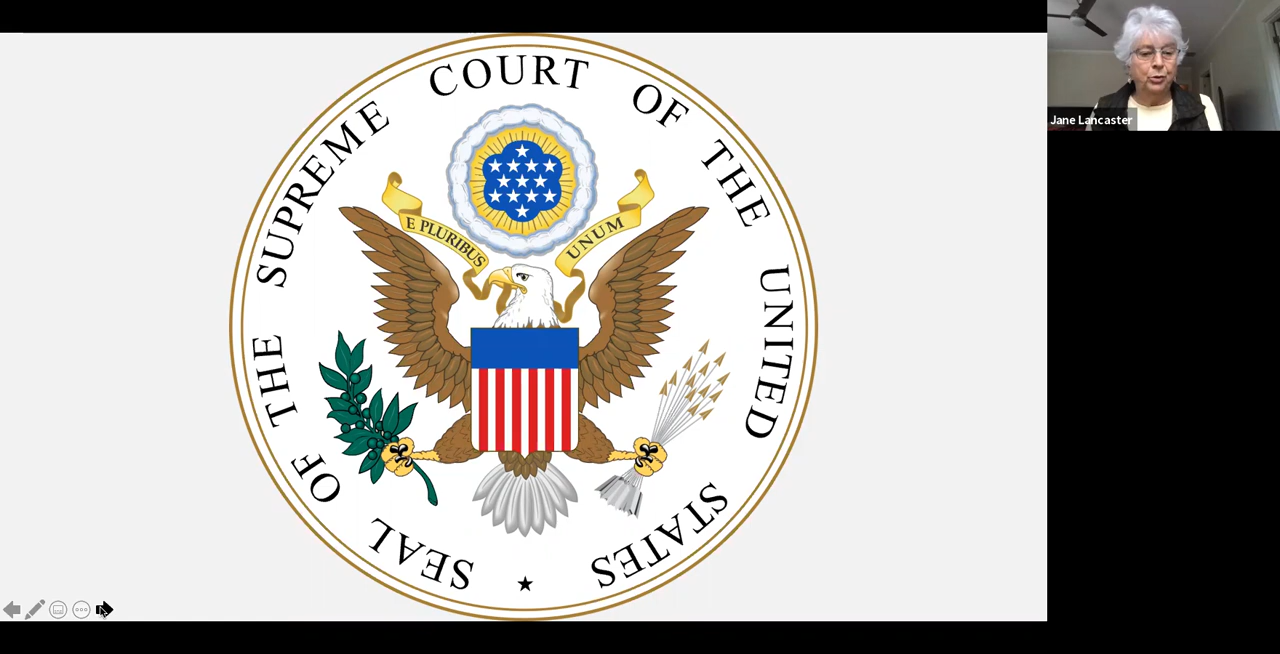 SEAL OF THE SUPREME COURT OF THE UNITED STATES
E PLURIBUS UNUM
Jane Lancaster